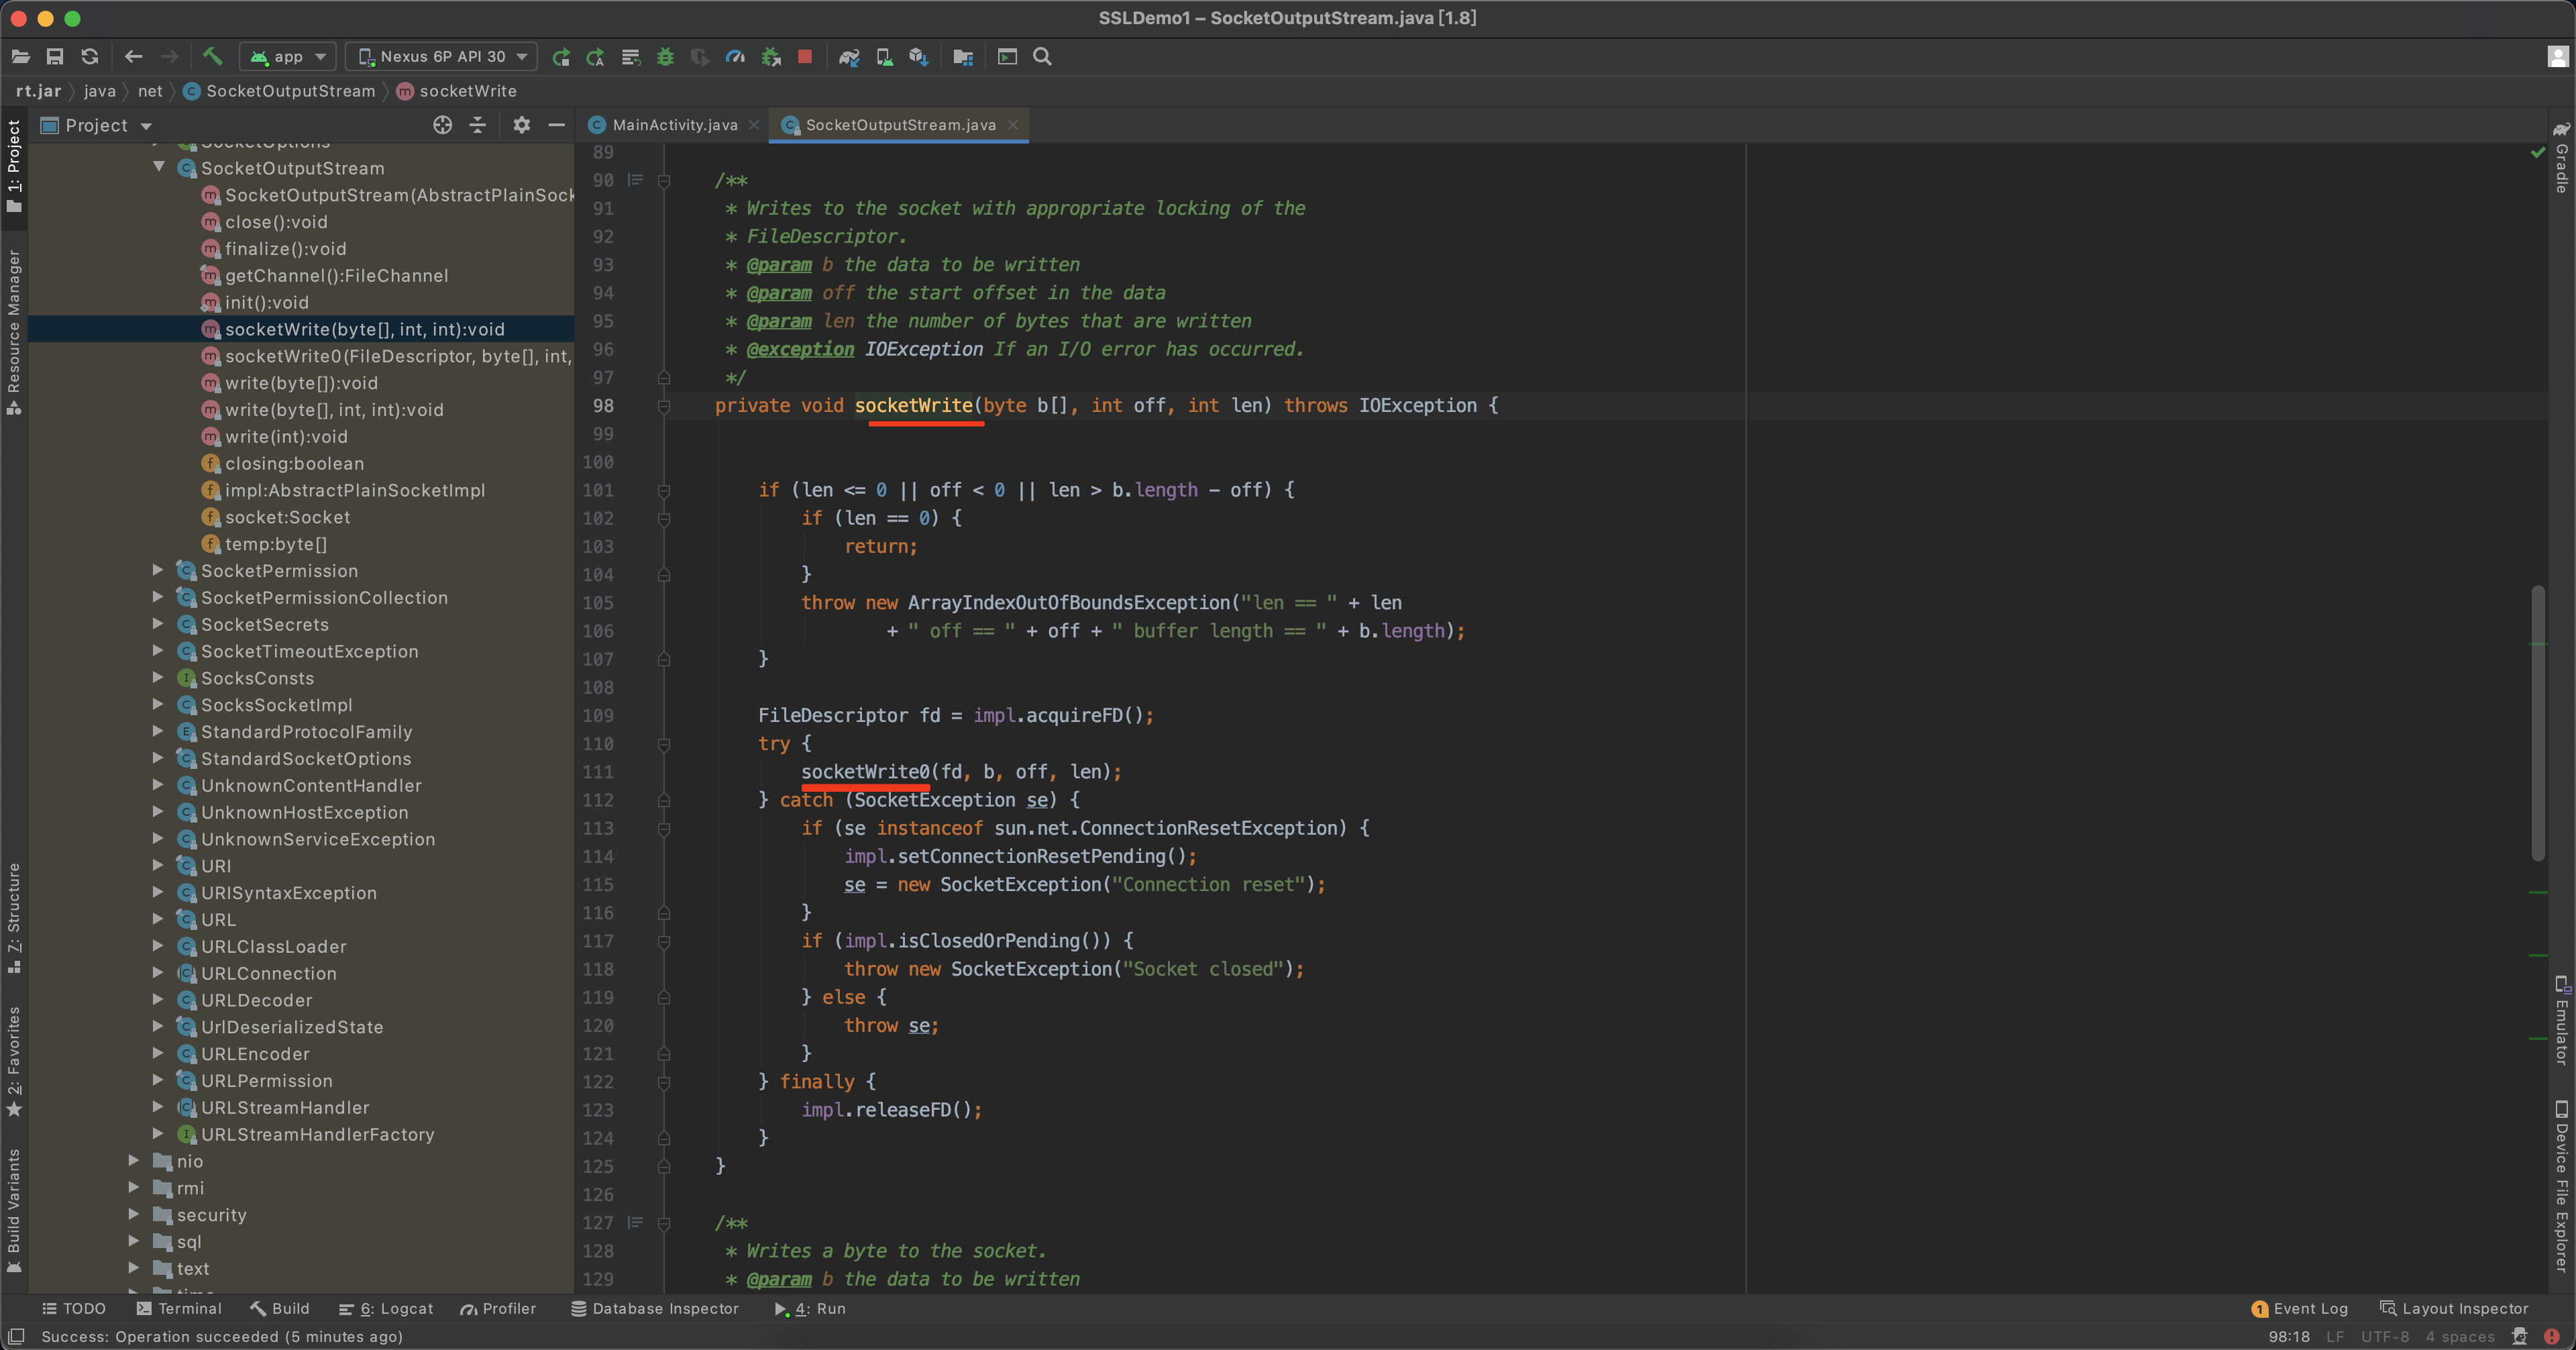 SSLDemo1 – SocketOutputStream.java [1.8]
app
Nexus 6P API 30
rt.jar
java
net
SocketOutputStream
socketWrite
Project
MainActivity.java
SocketOutputStream.java
1: Project
Resource Manager
Z: Structure
2: Favorites
Build Variants
SocketOptions
SocketOutputStream
SocketOutputStream(AbstractPlainSock
close():void
finalize():void
getChannel():FileChannel
init():void
socketWrite(byte[], int, int):void
socketWrite0(FileDescriptor, byte[], int,
write(byte[]):void
write(byte[], int, int):void
write(int):void
closing:boolean
impl:AbstractPlainSocketImpl
socket:Socket
temp:byte[]
SocketPermission
SocketPermissionCollection
SocketSecrets
SocketTimeoutException
SocksConsts
SocksSocketImpl
StandardProtocolFamily
StandardSocketOptions
UnknownContentHandler
UnknownHostException
UnknownServiceException
URI
URISyntaxException
URL
URLClassLoader
URLConnection
URLDecoder
UrlDeserializedState
URLEncoder
URLPermission
URLStreamHandler
URLStreamHandlerFactory
nio
rmi
security
sql
text
89
90 /**
91 * Writes to the socket with appropriate locking of the
92 * FileDescriptor.
93 * @param b the data to be written
94 * @param off the start offset in the data
95 * @param len the number of bytes that are written
96 * @exception IOException If an I/O error has occurred.
97 */
98 private void socketWrite(byte b[], int off, int len) throws IOException {
99
100
101 if (len <= 0 || off < 0 || len > b.length - off) {
102 if (len == 0) {
103 return;
104 }
105 throw new ArrayIndexOutOfBoundsException("len == " + len
106 + " off == " + off + " buffer length == " + b.length);
107 }
108
109 FileDescriptor fd = impl.acquireFD();
110 try {
111 socketWrite0(fd, b, off, len);
112 } catch (SocketException se) {
113 if (se instanceof sun.net.ConnectionResetException) {
114 impl.setConnectionResetPending();
115 se = new SocketException("Connection reset");
116 }
117 if (impl.isClosedOrPending()) {
118 throw new SocketException("Socket closed");
119 } else {
120 throw se;
121 }
122 } finally {
123 impl.releaseFD();
124 }
125 }
126
127 /**
128 * Writes a byte to the socket.
129 * @param b the data to be written
Gradle
Emulator
Device File Explorer
TODO
Terminal
Build
6: Logcat
Profiler
Database Inspector
4: Run
1 Event Log
Layout Inspector
Success: Operation succeeded (5 minutes ago)
98:18
LF
UTF-8
4 spaces